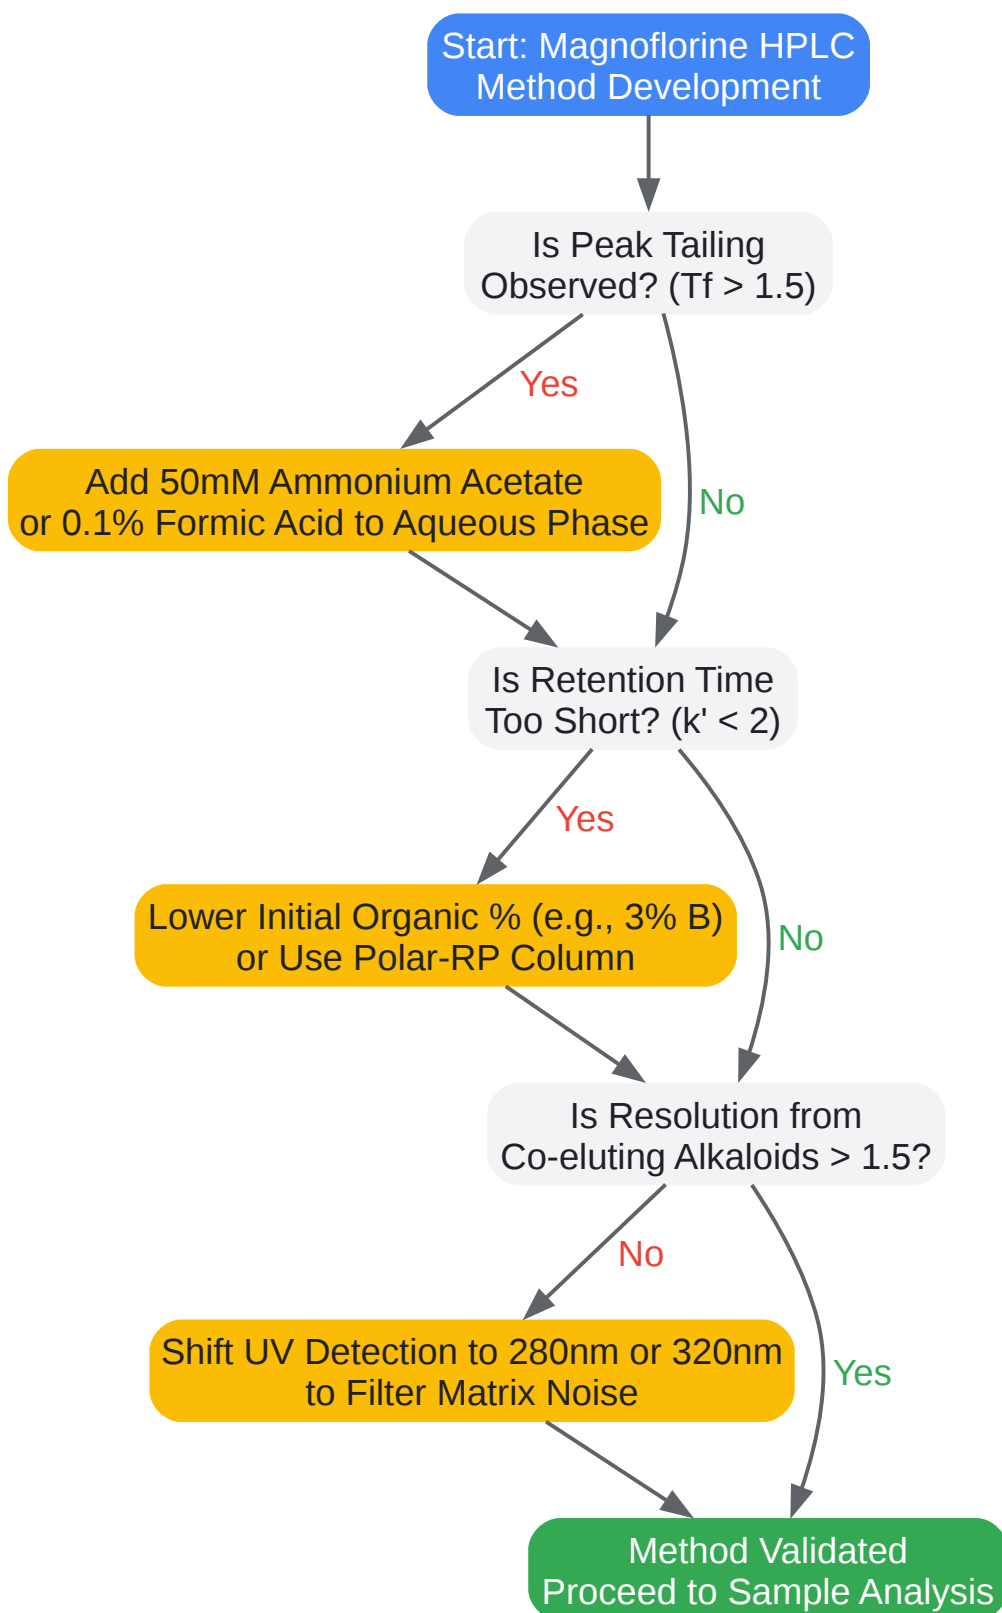 Start: Magnoflorine HPLC
Method Development
Is Peak Tailing
Observed? (Tf > 1.5)
Yes
Add 50mM Ammonium Acetate
or 0.1% Formic Acid to Aqueous Phase
No
Is Retention Time
Too Short? (k' < 2)
Yes
Lower Initial Organic % (e.g., 3% B)
or Use Polar-RP Column
No
Is Resolution from
Co-eluting Alkaloids > 1.5?
No
Shift UV Detection to 280nm or 320nm
to Filter Matrix Noise
Yes
Method Validated
Proceed to Sample Analysis